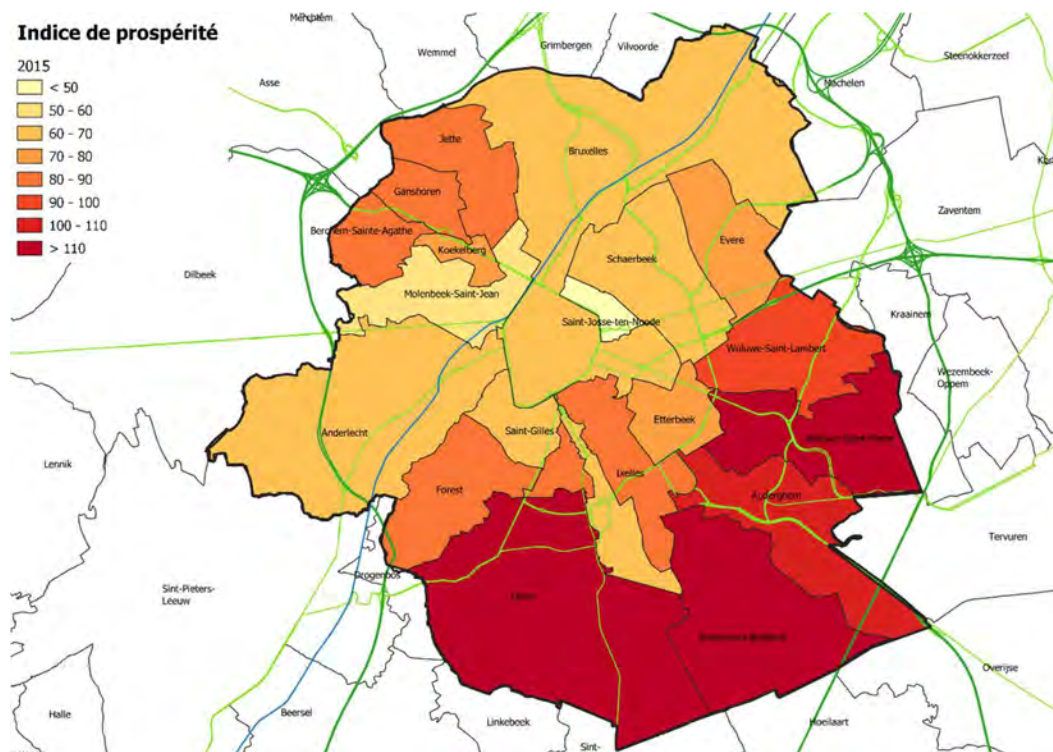 Indice de prospérité
2015
< 50
50 - 60
60 - 70
70 - 80
80 - 90
90 - 100
100 - 110
> 110
Merchtem
Wemmel
Grimbergen
Vilvoorde
Steenokkerzeel
Asse
Machelen
Jette
Bruxelles
Ganshoren
Zaventem
Berchem-Sainte-Agathe
Koekelberg
Evere
Schaerbeek
Dilbeek
Molenbeek-Saint-Jean
Kraainem
Saint-Josse-ten-Noode
Woluwe-Saint-Lambert
Wezembeek-
Oppem
Etterbeek
Saint-Gilles
Anderlecht
Woluwe-Saint-Pierre
Lennik
Ixelles
Forest
Auderghem
Tervuren
Drogenbos
Sint-Pieters-
Leeuw
Uccle
Watermael-Boitsfort
Overijse
Halle
Beersel
Linkebeek
Hoeilaart
Sint-